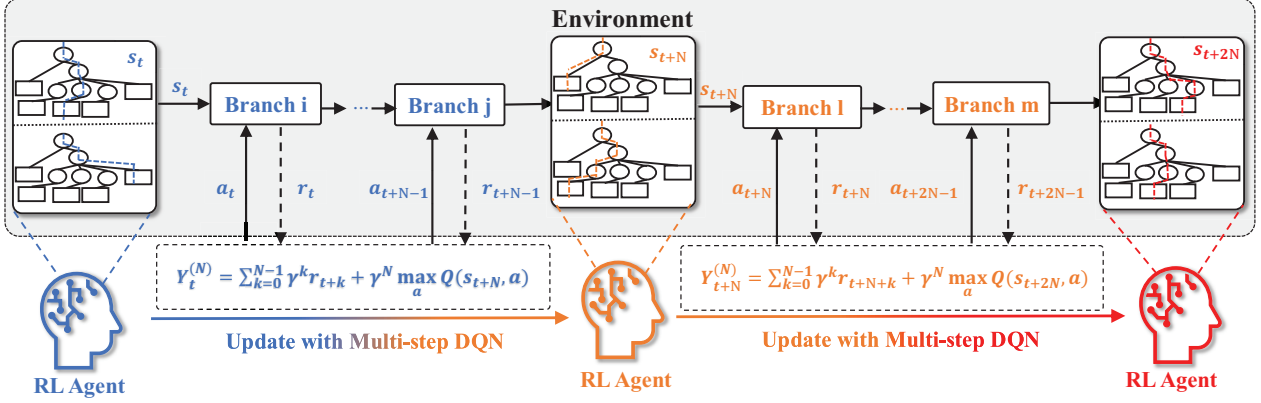 Environment
s_t
s_t
Branch i
...
Branch j
s_{t+N}
s_{t+N}
Branch l
...
Branch m
s_{t+2N}
a_t
r_t
a_{t+N−1}
r_{t+N−1}
a_{t+N}
r_{t+N}
a_{t+2N−1}
r_{t+2N−1}
Y_t^{(N)} = ∑_{k=0}^{N−1} γ^k r_{t+k} + γ^N max_a Q(s_{t+N}, a)
Y_{t+N}^{(N)} = ∑_{k=0}^{N−1} γ^k r_{t+N+k} + γ^N max_a Q(s_{t+2N}, a)
Update with Multi-step DQN
Update with Multi-step DQN
RL Agent
RL Agent
RL Agent